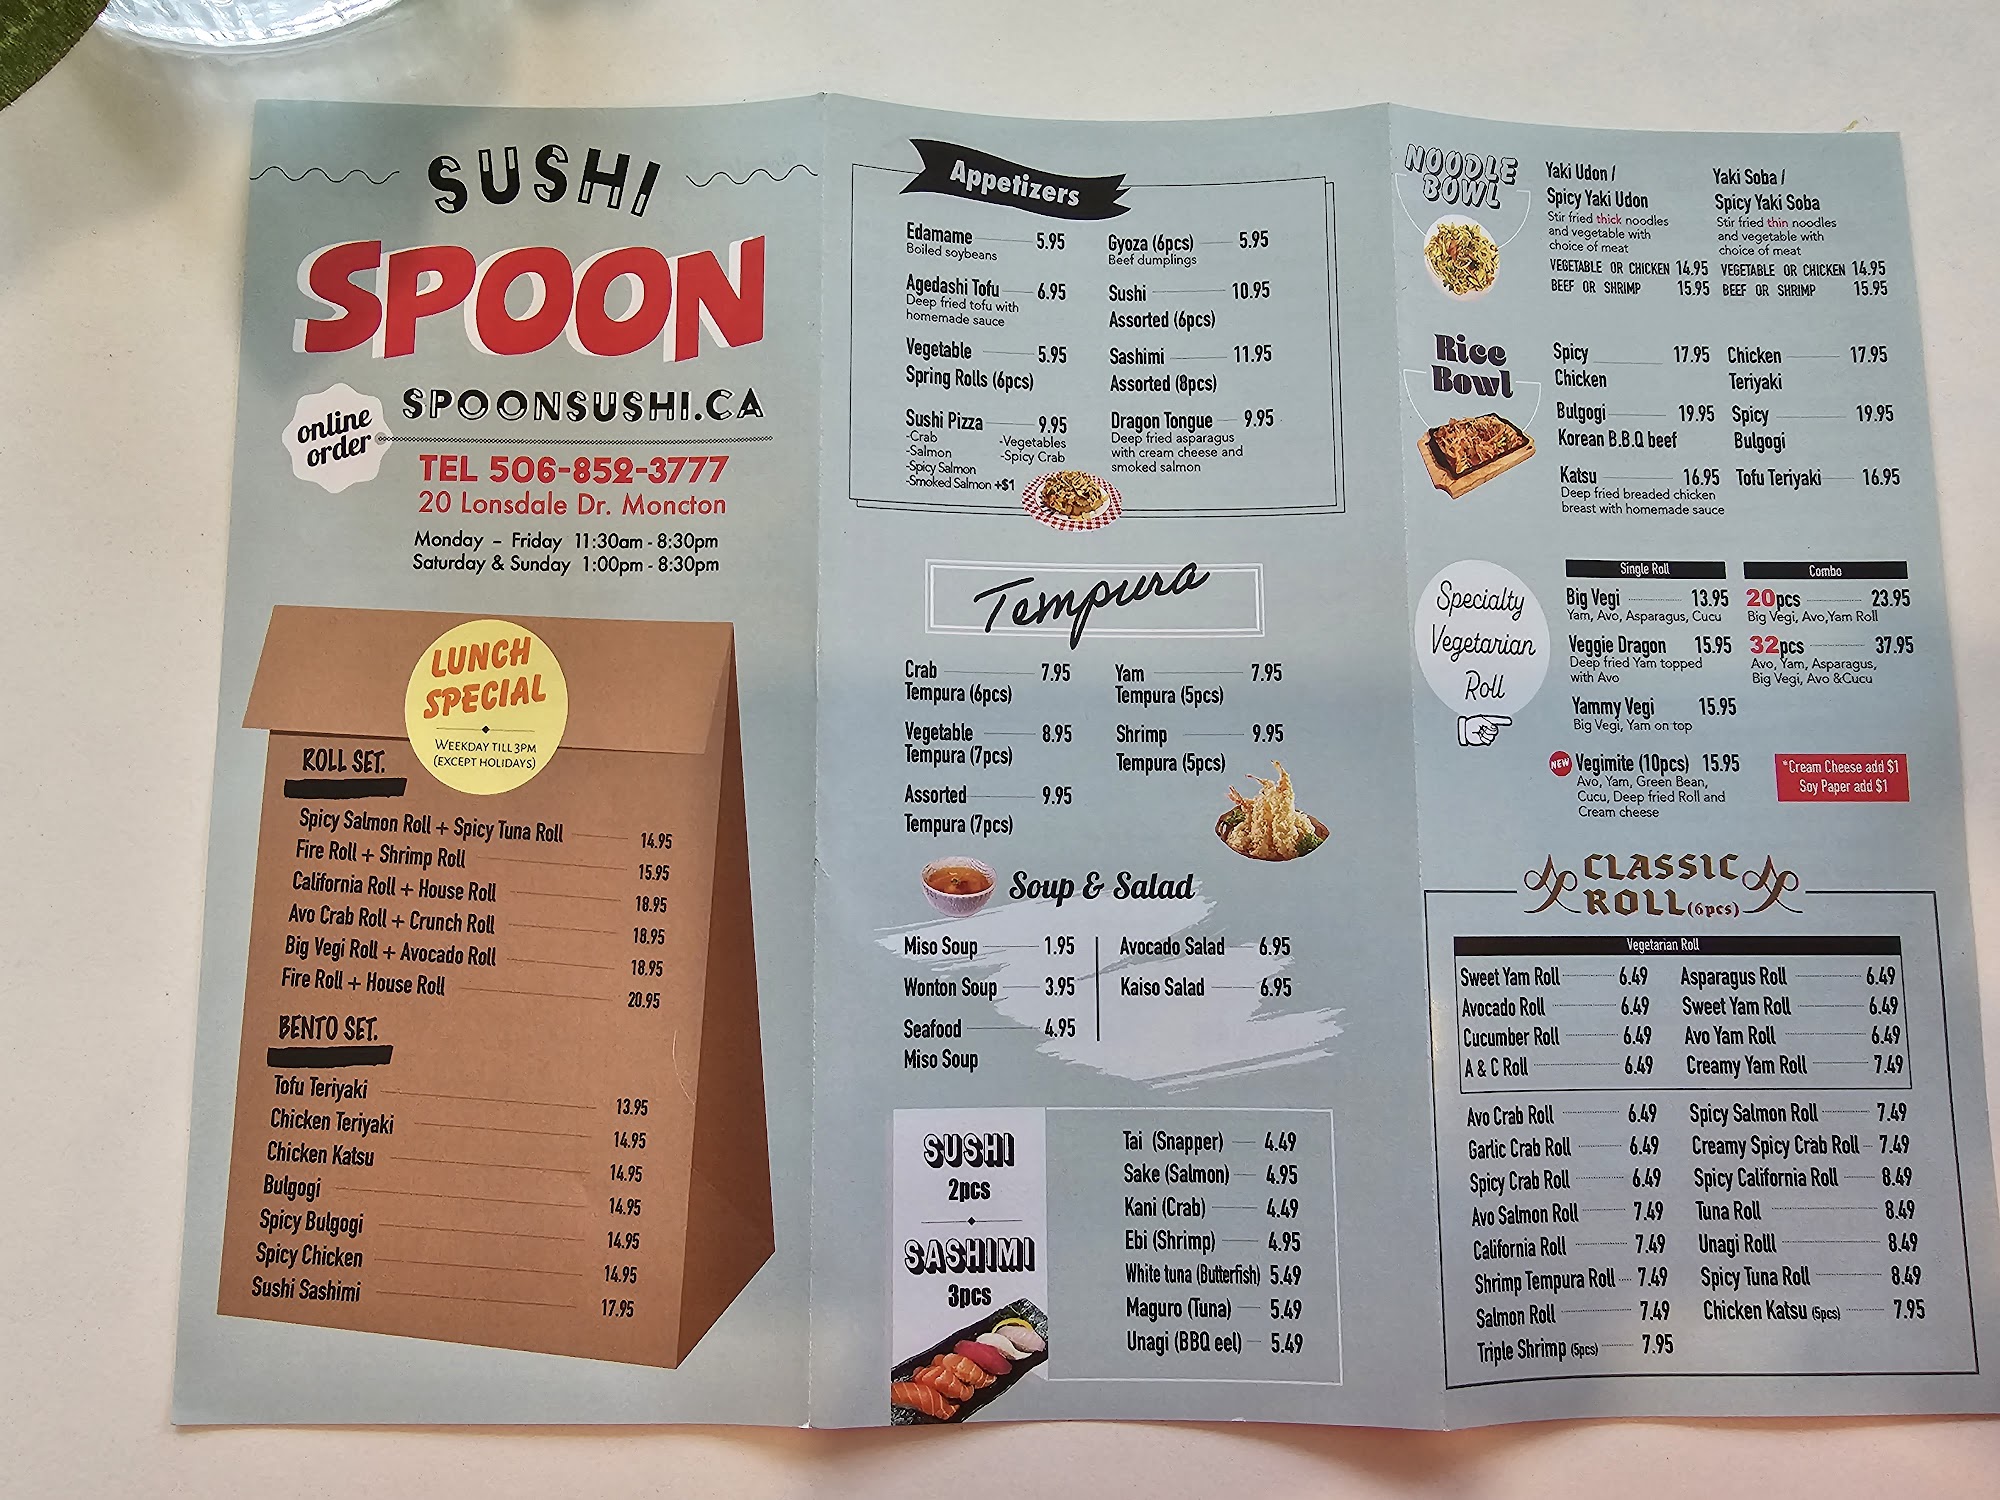 SUSHI
SPOON
online
order
SPOONSUSHI.CA
TEL 506-852-3777
20 Lonsdale Dr. Moncton
Monday – Friday 11:30am - 8:30pm
Saturday & Sunday 1:00pm - 8:30pm
LUNCH
SPECIAL
WEEKDAY TILL 3PM
(EXCEPT HOLIDAYS)
ROLL SET.
Spicy Salmon Roll + Spicy Tuna Roll 14.95
Fire Roll + Shrimp Roll 15.95
California Roll + House Roll 18.95
Avo Crab Roll + Crunch Roll 18.95
Big Vegi Roll + Avocado Roll 18.95
Fire Roll + House Roll 20.95
BENTO SET.
Tofu Teriyaki 13.95
Chicken Teriyaki 14.95
Chicken Katsu 14.95
Bulgogi 14.95
Spicy Bulgogi 14.95
Spicy Chicken 14.95
Sushi Sashimi 17.95
Appetizers
Edamame 5.95
Boiled soybeans
Agedashi Tofu 6.95
Deep fried tofu with
homemade sauce
Vegetable 5.95
Spring Rolls (6pcs)
Sushi Pizza 9.95
-Crab -Vegetables
-Salmon -Spicy Crab
-Spicy Salmon
-Smoked Salmon +$1
Gyoza (6pcs) 5.95
Beef dumplings
Sushi 10.95
Assorted (6pcs)
Sashimi 11.95
Assorted (8pcs)
Dragon Tongue 9.95
Deep fried asparagus
with cream cheese and
smoked salmon
Tempura
Crab 7.95
Tempura (6pcs)
Vegetable 8.95
Tempura (7pcs)
Assorted 9.95
Tempura (7pcs)
Yam 7.95
Tempura (5pcs)
Shrimp 9.95
Tempura (5pcs)
Soup & Salad
Miso Soup 1.95
Wonton Soup 3.95
Seafood 4.95
Miso Soup
Avocado Salad 6.95
Kaiso Salad 6.95
SUSHI
2pcs
SASHIMI
3pcs
Tai (Snapper) 4.49
Sake (Salmon) 4.95
Kani (Crab) 4.49
Ebi (Shrimp) 4.95
White tuna (Butterfish) 5.49
Maguro (Tuna) 5.49
Unagi (BBQ eel) 5.49
NOODLE
BOWL
Yaki Udon /
Spicy Yaki Udon
Stir fried thick noodles
and vegetable with
choice of meat
VEGETABLE OR CHICKEN 14.95
BEEF OR SHRIMP 15.95
Yaki Soba /
Spicy Yaki Soba
Stir fried thin noodles
and vegetable with
choice of meat
VEGETABLE OR CHICKEN 14.95
BEEF OR SHRIMP 15.95
Rice
Bowl
Spicy 17.95
Chicken
Bulgogi 19.95
Korean B.B.Q beef
Katsu 16.95
Deep fried breaded chicken
breast with homemade sauce
Chicken 17.95
Teriyaki
Spicy 19.95
Bulgogi
Tofu Teriyaki 16.95
Specialty
Vegetarian
Roll
Single Roll
Big Vegi 13.95
Yam, Avo, Asparagus, Cucu
Veggie Dragon 15.95
Deep fried Yam topped
with Avo
Yammy Vegi 15.95
Big Vegi, Yam on top
NEW Vegimite (10pcs) 15.95
Avo, Yam, Green Bean,
Cucu, Deep fried Roll and
Cream cheese
Combo
20pcs 23.95
Big Vegi, Avo,Yam Roll
32pcs 37.95
Avo, Yam, Asparagus,
Big Vegi, Avo &Cucu
*Cream Cheese add $1
Soy Paper add $1
CLASSIC
ROLL(6pcs)
Vegetarian Roll
Sweet Yam Roll 6.49
Avocado Roll 6.49
Cucumber Roll 6.49
A & C Roll 6.49
Asparagus Roll 6.49
Sweet Yam Roll 6.49
Avo Yam Roll 6.49
Creamy Yam Roll 7.49
Avo Crab Roll 6.49
Garlic Crab Roll 6.49
Spicy Crab Roll 6.49
Avo Salmon Roll 7.49
California Roll 7.49
Shrimp Tempura Roll 7.49
Salmon Roll 7.49
Triple Shrimp (5pcs) 7.95
Spicy Salmon Roll 7.49
Creamy Spicy Crab Roll 7.49
Spicy California Roll 8.49
Tuna Roll 8.49
Unagi Rolll 8.49
Spicy Tuna Roll 8.49
Chicken Katsu (5pcs) 7.95